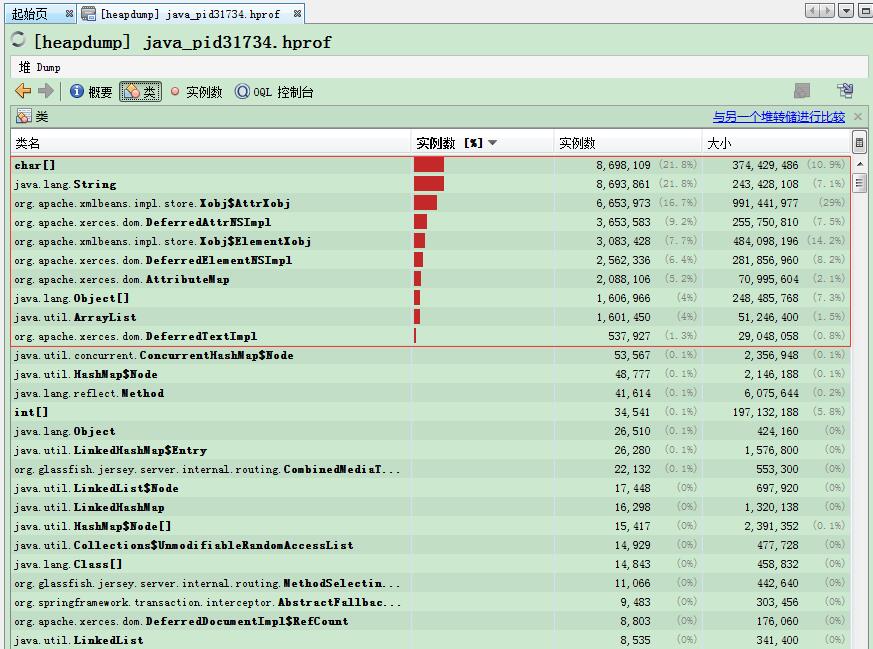 起始页
[heapdump] java_pid31734.hprof
[heapdump] java_pid31734.hprof
堆 Dump
概要 类 实例数 OQL 控制台
类 与另一个堆转储进行比较
类名 实例数 [%] 实例数 大小
char[] 8,698,109 (21.8%) 374,429,486 (10.9%)
java.lang.String 8,693,861 (21.8%) 243,428,108 (7.1%)
org.apache.xmlbeans.impl.store.Xobj$AttrXobj 6,653,973 (16.7%) 991,441,977 (29%)
org.apache.xerces.dom.DeferredAttrNSImpl 3,653,583 (9.2%) 255,750,810 (7.5%)
org.apache.xmlbeans.impl.store.Xobj$ElementXobj 3,083,428 (7.7%) 484,098,196 (14.2%)
org.apache.xerces.dom.DeferredElementNSImpl 2,562,336 (6.4%) 281,856,960 (8.2%)
org.apache.xerces.dom.AttributeMap 2,088,106 (5.2%) 70,995,604 (2.1%)
java.lang.Object[] 1,606,966 (4%) 248,485,768 (7.3%)
java.util.ArrayList 1,601,450 (4%) 51,246,400 (1.5%)
org.apache.xerces.dom.DeferredTextImpl 537,927 (1.3%) 29,048,058 (0.8%)
java.util.concurrent.ConcurrentHashMap$Node 53,567 (0.1%) 2,356,948 (0.1%)
java.util.HashMap$Node 48,777 (0.1%) 2,146,188 (0.1%)
java.lang.reflect.Method 41,614 (0.1%) 6,075,644 (0.2%)
int[] 34,541 (0.1%) 197,132,188 (5.8%)
java.lang.Object 26,510 (0.1%) 424,160 (0%)
java.util.LinkedHashMap$Entry 26,280 (0.1%) 1,576,800 (0%)
org.glassfish.jersey.server.internal.routing.CombinedMediaT... 22,132 (0.1%) 553,300 (0%)
java.util.LinkedList$Node 17,448 (0%) 697,920 (0%)
java.util.LinkedHashMap 16,298 (0%) 1,320,138 (0%)
java.util.HashMap$Node[] 15,417 (0%) 2,391,352 (0.1%)
java.util.Collections$UnmodifiableRandomAccessList 14,929 (0%) 477,728 (0%)
java.lang.Class[] 14,843 (0%) 458,832 (0%)
org.glassfish.jersey.server.internal.routing.MethodSelectin... 11,066 (0%) 442,640 (0%)
org.springframework.transaction.interceptor.AbstractFallbac... 9,483 (0%) 303,456 (0%)
org.apache.xerces.dom.DeferredDocumentImpl$RefCount 8,803 (0%) 176,060 (0%)
java.util.LinkedList 8,535 (0%) 341,400 (0%)